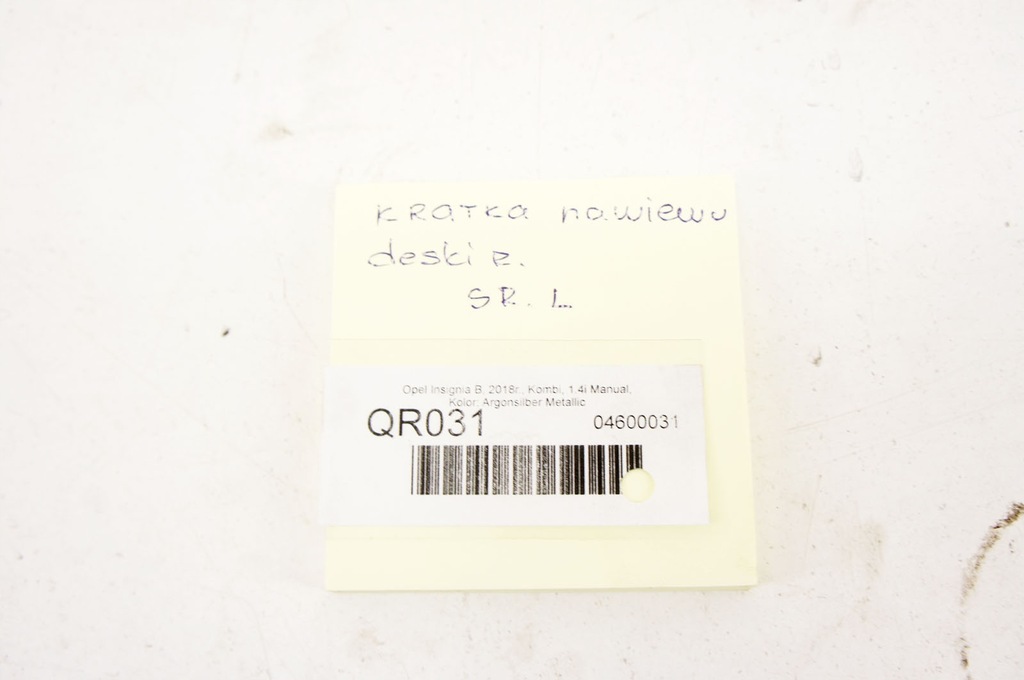 KRATKA nawiewu
deski R.
SR. L
Opel Insignia B, 2018r., Kombi, 1.4i Manual,
Kolor: Argonsilber Metallic
QR031 04600031